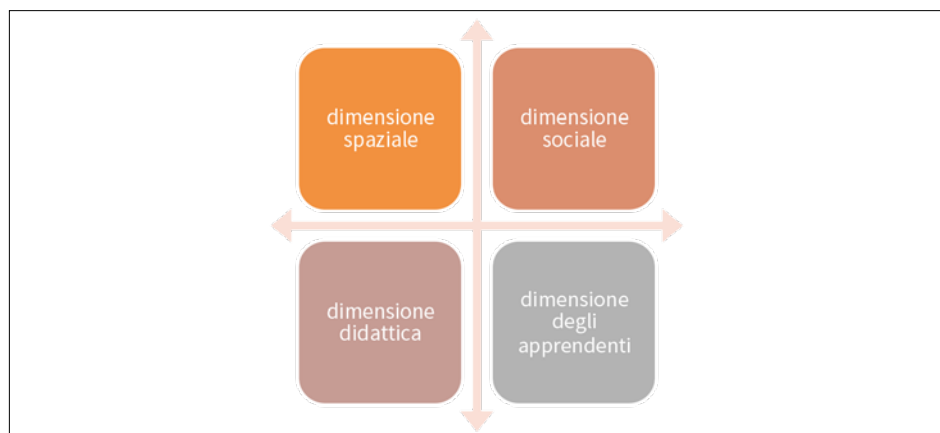 dimensione
spaziale
dimensione
sociale
dimensione
didattica
dimensione
degli
apprendenti